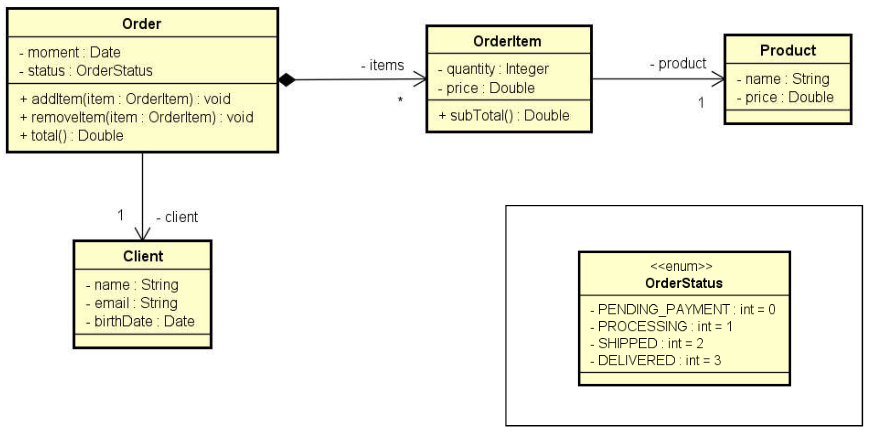 Order
- moment : Date
- status : OrderStatus
+ addItem(item : OrderItem) : void
+ removeItem(item : OrderItem) : void
+ total() : Double
- items
*
OrderItem
- quantity : Integer
- price : Double
+ subTotal() : Double
- product
1
Product
- name : String
- price : Double
1
- client
Client
- name : String
- email : String
- birthDate : Date
<<enum>>
OrderStatus
- PENDING_PAYMENT : int = 0
- PROCESSING : int = 1
- SHIPPED : int = 2
- DELIVERED : int = 3